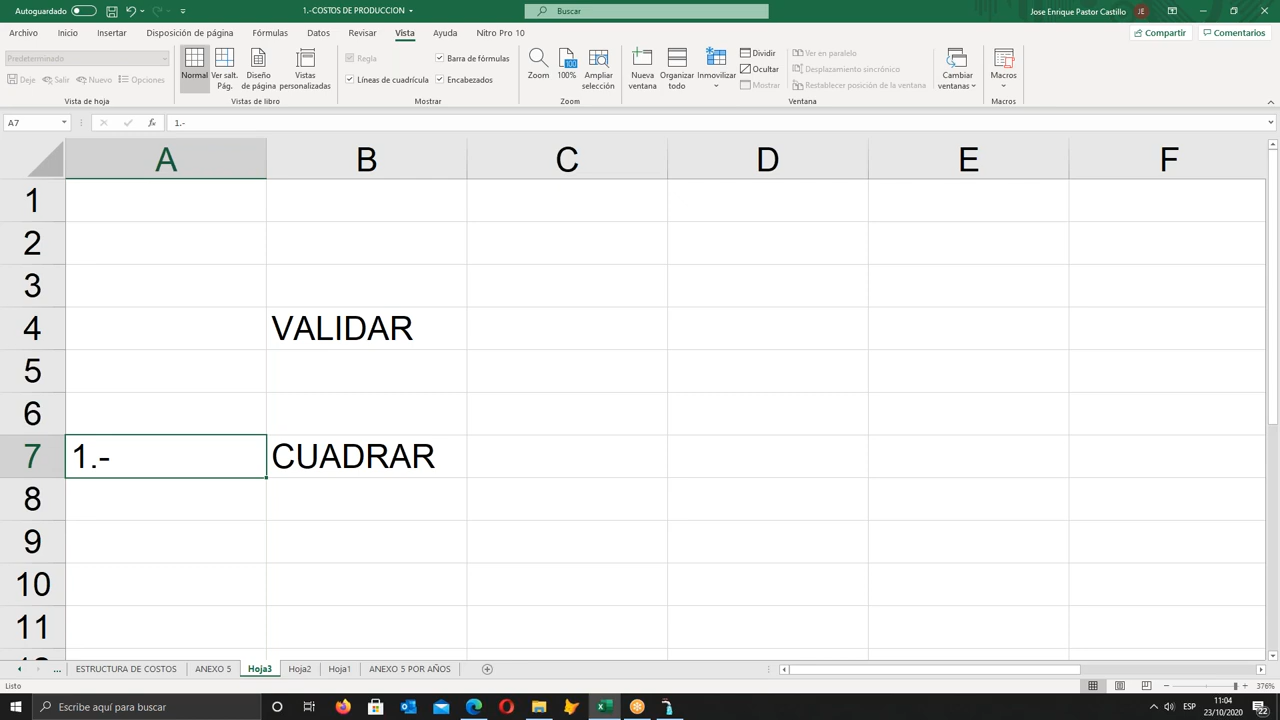 Autoguardado
1.-COSTOS DE PRODUCCION
Buscar
Jose Enrique Pastor Castillo JE
Archivo Inicio Insertar Disposición de página Fórmulas Datos Revisar Vista Ayuda Nitro Pro 10
Compartir Comentarios
Predeterminado
Deje Salir Nuevo Opciones
Vista de hoja
Normal Ver salt. Pág. Diseño de página Vistas personalizadas
Vistas de libro
Regla Barra de fórmulas
Líneas de cuadrícula Encabezados
Mostrar
Zoom 100% Ampliar selección
Zoom
Nueva ventana Organizar todo Inmovilizar
Dividir
Ocultar
Mostrar
Ver en paralelo
Desplazamiento sincrónico
Restablecer posición de la ventana
Ventana
Cambiar ventanas
Macros
Macros
A7 fx 1.-
A B C D E F
1
2
3
4 VALIDAR
5
6
7 1.- CUADRAR
8
9
10
11
... ESTRUCTURA DE COSTOS ANEXO 5 Hoja3 Hoja2 Hoja1 ANEXO 5 POR AÑOS
Listo
376%
Escribe aquí para buscar
ESP
11:04
23/10/2020
22